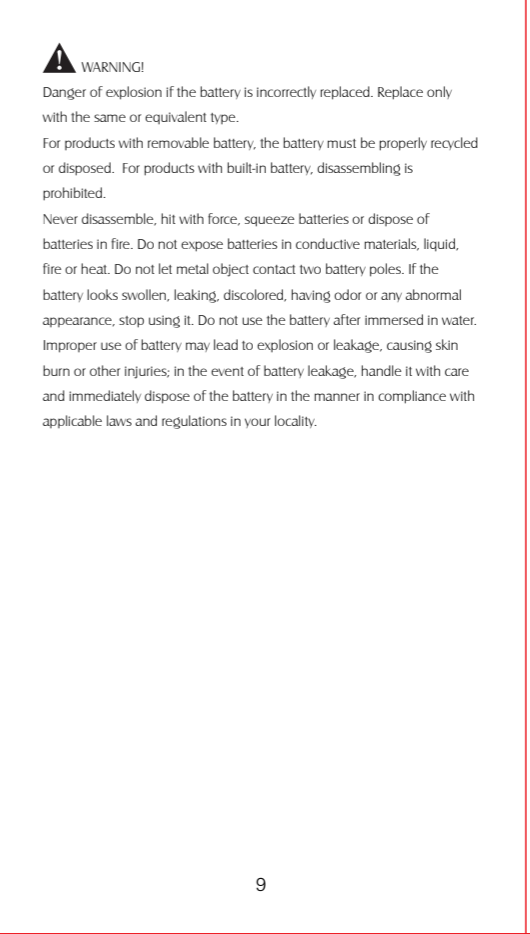 WARNING!
Danger of explosion if the battery is incorrectly replaced. Replace only
with the same or equivalent type.
For products with removable battery, the battery must be properly recycled
or disposed.  For products with built-in battery, disassembling is
prohibited.
Never disassemble, hit with force, squeeze batteries or dispose of
batteries in fire. Do not expose batteries in conductive materials, liquid,
fire or heat. Do not let metal object contact two battery poles. If the
battery looks swollen, leaking, discolored, having odor or any abnormal
appearance, stop using it. Do not use the battery after immersed in water.
Improper use of battery may lead to explosion or leakage, causing skin
burn or other injuries; in the event of battery leakage, handle it with care
and immediately dispose of the battery in the manner in compliance with
applicable laws and regulations in your locality.
9